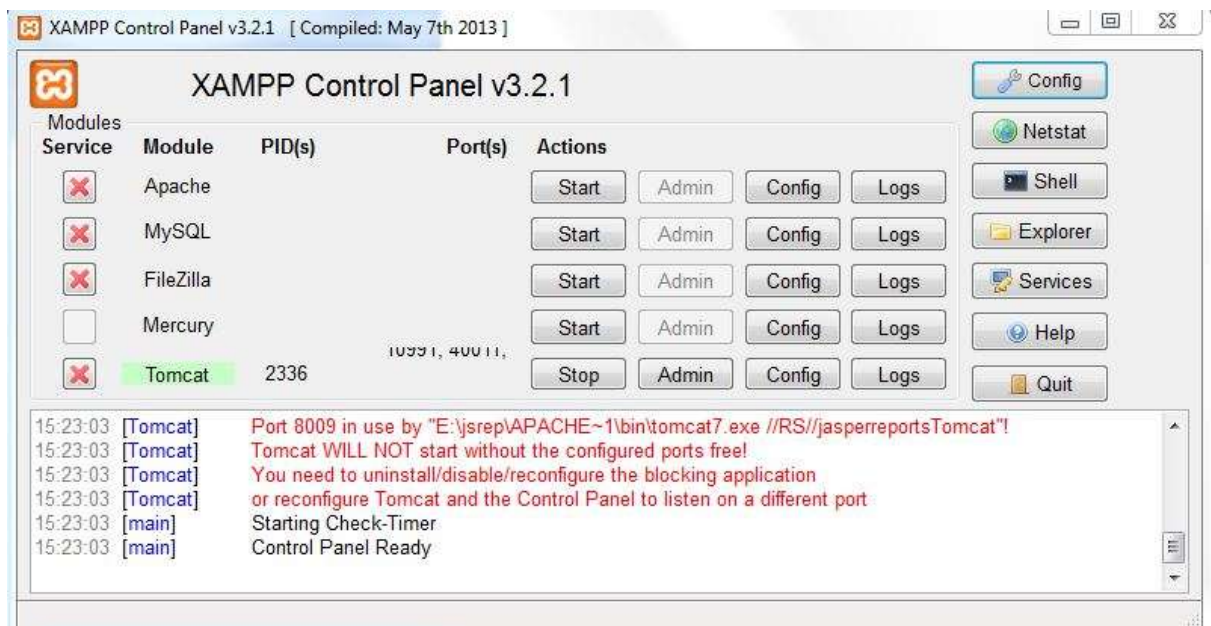 XAMPP Control Panel v3.2.1 [ Compiled: May 7th 2013 ]
XAMPP Control Panel v3.2.1
Config
Modules
Service Module PID(s) Port(s) Actions
Netstat
Apache Start Admin Config Logs
Shell
MySQL Start Admin Config Logs
Explorer
FileZilla Start Admin Config Logs
Services
Mercury Start Admin Config Logs
Help
10991, 40011,
Tomcat 2336 Stop Admin Config Logs
Quit
15:23:03 [Tomcat] Port 8009 in use by "E:\jsrep\APACHE~1\bin\tomcat7.exe //RS//jasperreportsTomcat"!
15:23:03 [Tomcat] Tomcat WILL NOT start without the configured ports free!
15:23:03 [Tomcat] You need to uninstall/disable/reconfigure the blocking application
15:23:03 [Tomcat] or reconfigure Tomcat and the Control Panel to listen on a different port
15:23:03 [main] Starting Check-Timer
15:23:03 [main] Control Panel Ready